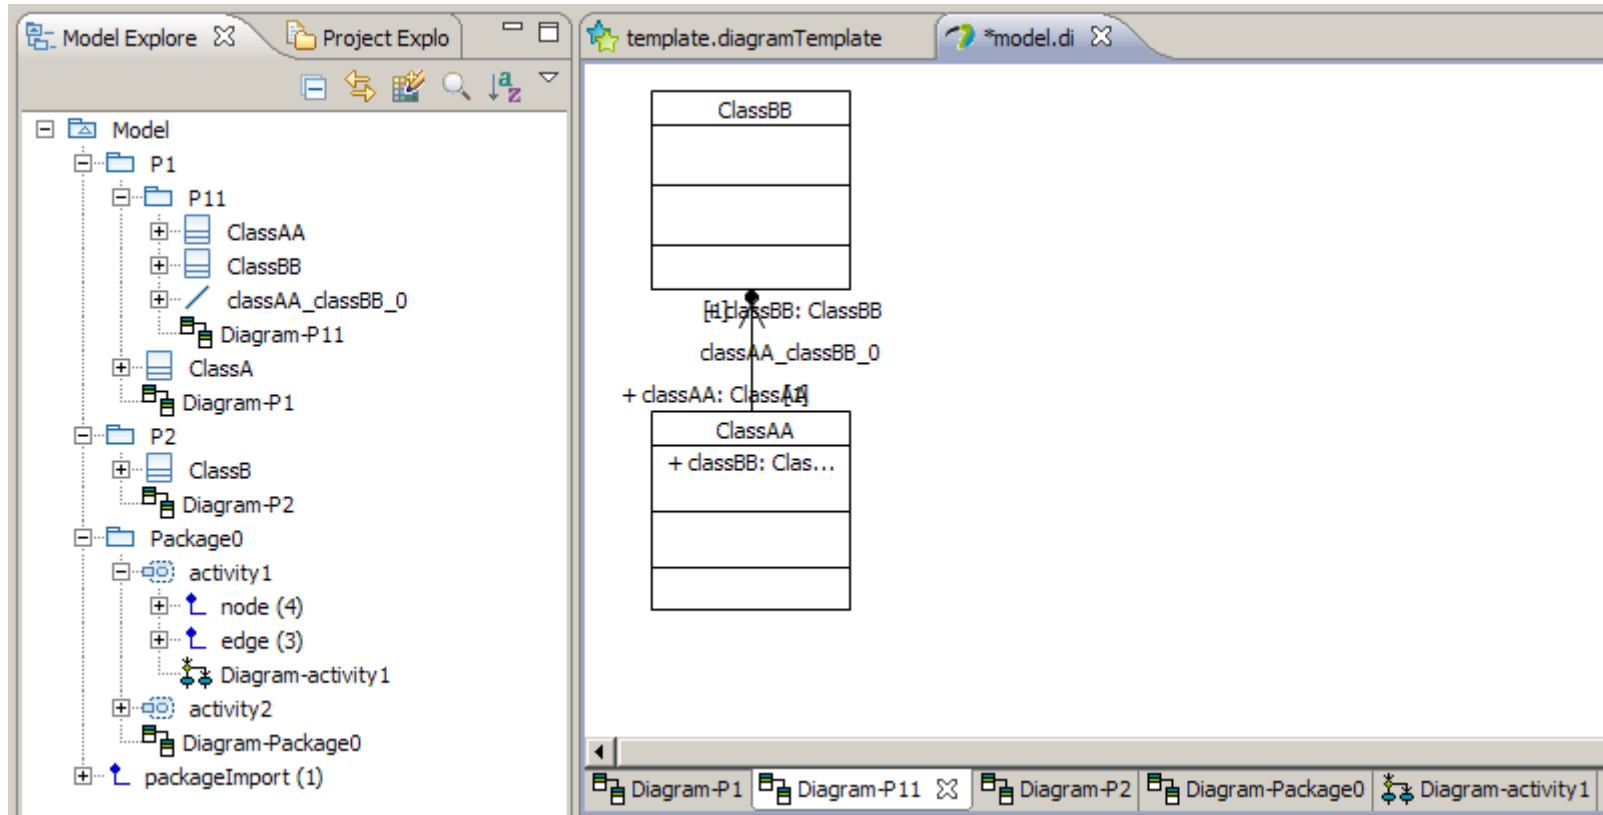 Model Explore
Project Explo
template.diagramTemplate
*model.di
Model
P1
P11
ClassAA
ClassBB
classAA_classBB_0
Diagram-P11
ClassA
Diagram-P1
P2
ClassB
Diagram-P2
Package0
activity1
node (4)
edge (3)
Diagram-activity1
activity2
Diagram-Package0
packageImport (1)
ClassBB
+ classBB: ClassBB
classAA_classBB_0
+ classAA: ClassAA
ClassAA
+ classBB: Clas...
Diagram-P1
Diagram-P11
Diagram-P2
Diagram-Package0
Diagram-activity1